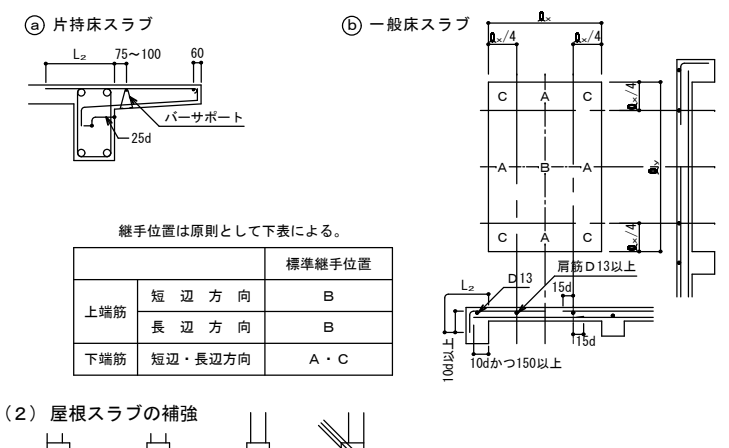 ⓐ 片持床スラブ
L₂
75～100
60
バーサポート
25d
ⓑ 一般床スラブ
ℓx
ℓx/4
ℓx/4
C A C
A B A
C A C
ℓx/4
ℓy
ℓx/4
肩筋D13以上
D13
15d
L₂
15d
10d以上
10dかつ150以上
継手位置は原則として下表による。
標準継手位置
上端筋 短辺方向 B
長辺方向 B
下端筋 短辺・長辺方向 A・C
(2) 屋根スラブの補強